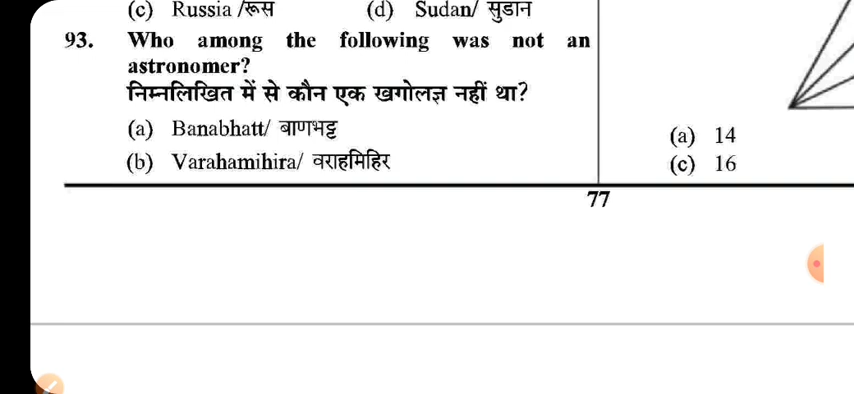 (c) Russia /रूस (d) Sudan/ सुडान
93. Who among the following was not an
astronomer?
निम्नलिखित में से कौन एक खगोलज्ञ नहीं था?
(a) Banabhatt/ बाणभट्ट
(b) Varahamihira/ वराहमिहिर
(a) 14
(c) 16
77